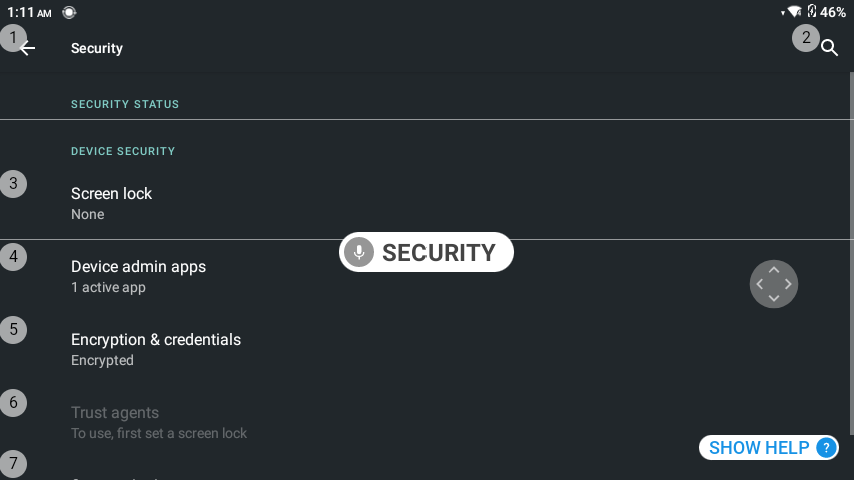 1:11 AM 46%
1 Security 2
SECURITY STATUS
DEVICE SECURITY
3
Screen lock
None
SECURITY
4
Device admin apps
1 active app
5
Encryption & credentials
Encrypted
6
Trust agents
To use, first set a screen lock
SHOW HELP ?
7